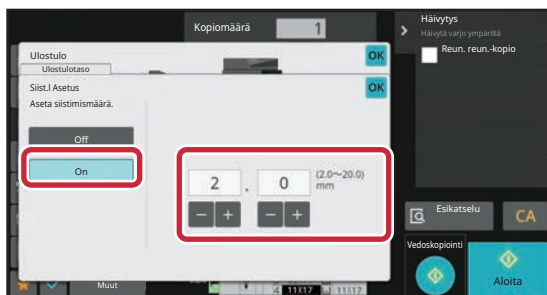 Kopiomäärä 1
Ulostulo
OK
Ulostulotaso
Siist.l Asetus
OK
Aseta siistimismäärä.
Off
On
2 . 0 (2.0~20.0)
mm
- + - +
Muut
4 11X17
11X17
> Häivytys
Häivytä varjo ympäriltä
Reun. reun.-kopio
Esikatselu
CA
Vedoskopiointi
Aloita